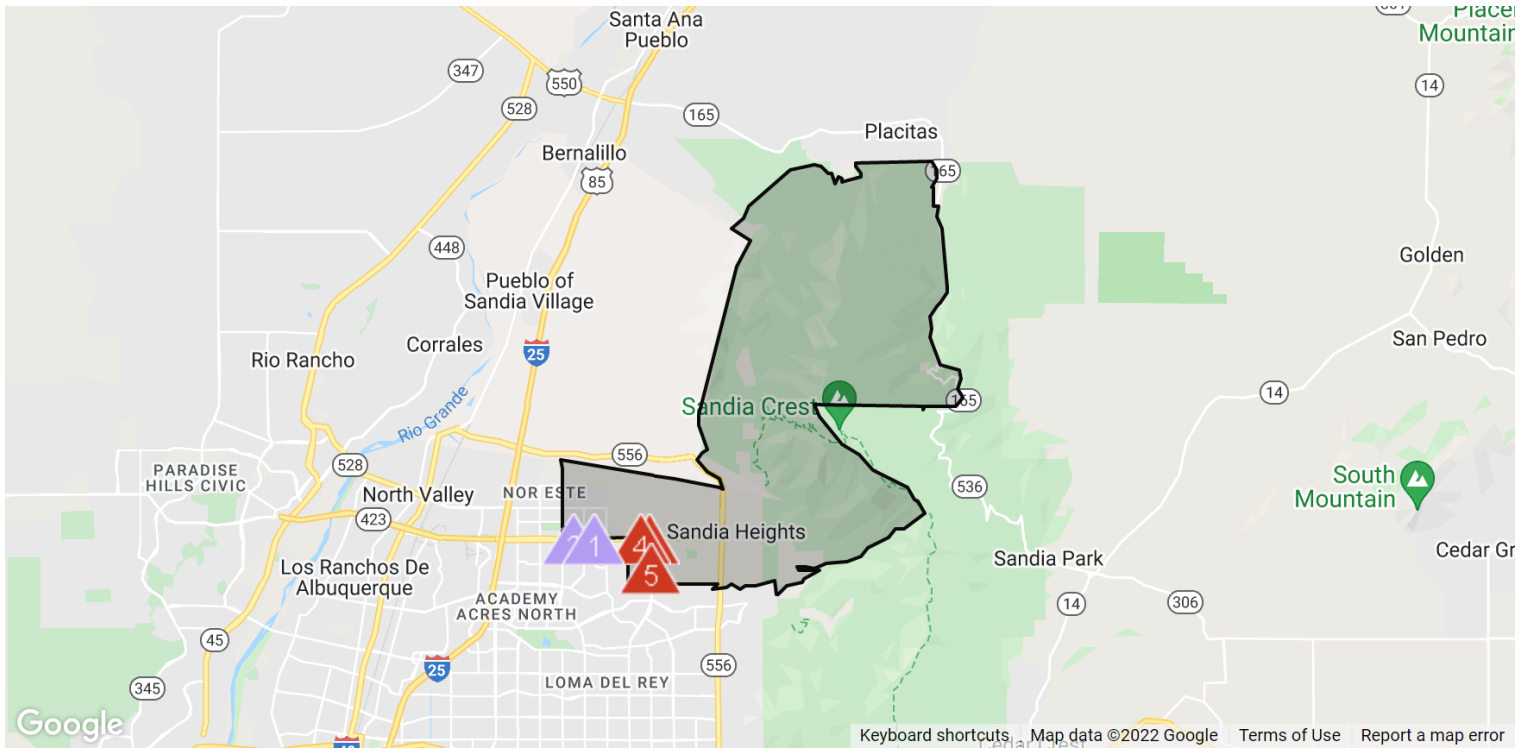 Santa Ana
Pueblo
Placer
Mountain
347
550
14
528
165
Placitas
Bernalillo
85
165
448
Golden
Pueblo of
Sandia Village
Corrales
25
San Pedro
Rio Rancho
14
165
Sandia Crest
Rio Grande
556
528
PARADISE
HILLS CIVIC
South
Mountain
536
North Valley
NOR ESTE
423
Sandia Heights
4
1
Cedar Gr
Sandia Park
Los Ranchos De
Albuquerque
5
ACADEMY
ACRES NORTH
14
306
45
25
556
345
LOMA DEL REY
Google
Keyboard shortcuts
Map data ©2022 Google
Terms of Use
Report a map error
Cedar Crest